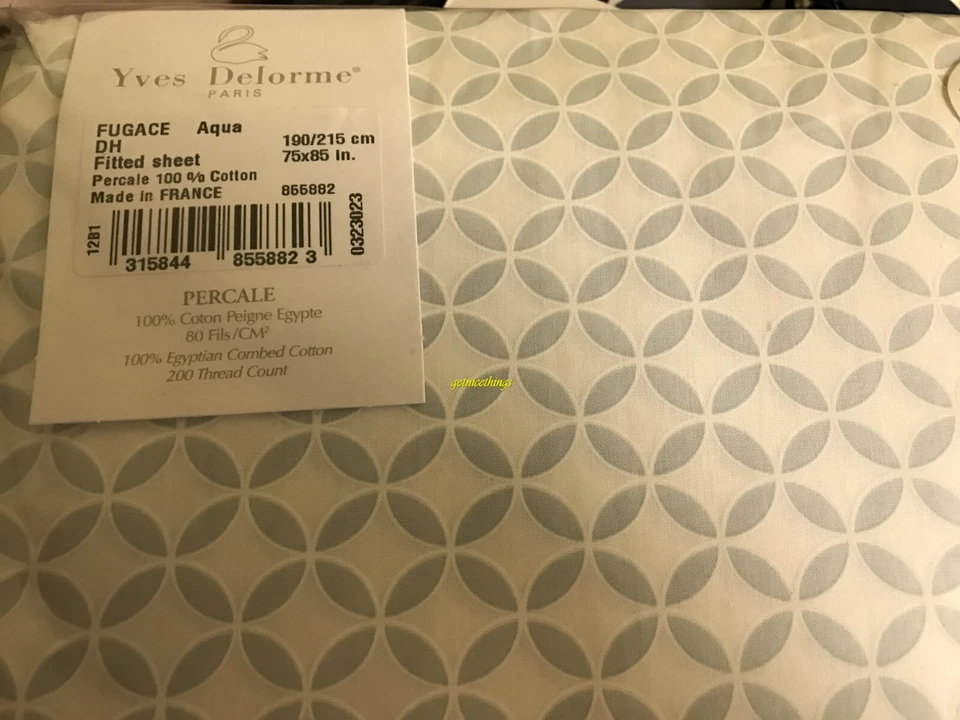 Yves Delorme®
PARIS
FUGACE Aqua
DH 190/215 cm
Fitted sheet 75x85 In.
Percale 100 % Cotton
Made in FRANCE 855882
12B1
0323023
315844 855882 3
PERCALE
100% Coton Peigne Egypte
80 Fils/CM²
100% Egyptian Combed Cotton
200 Thread Count
getnicethings